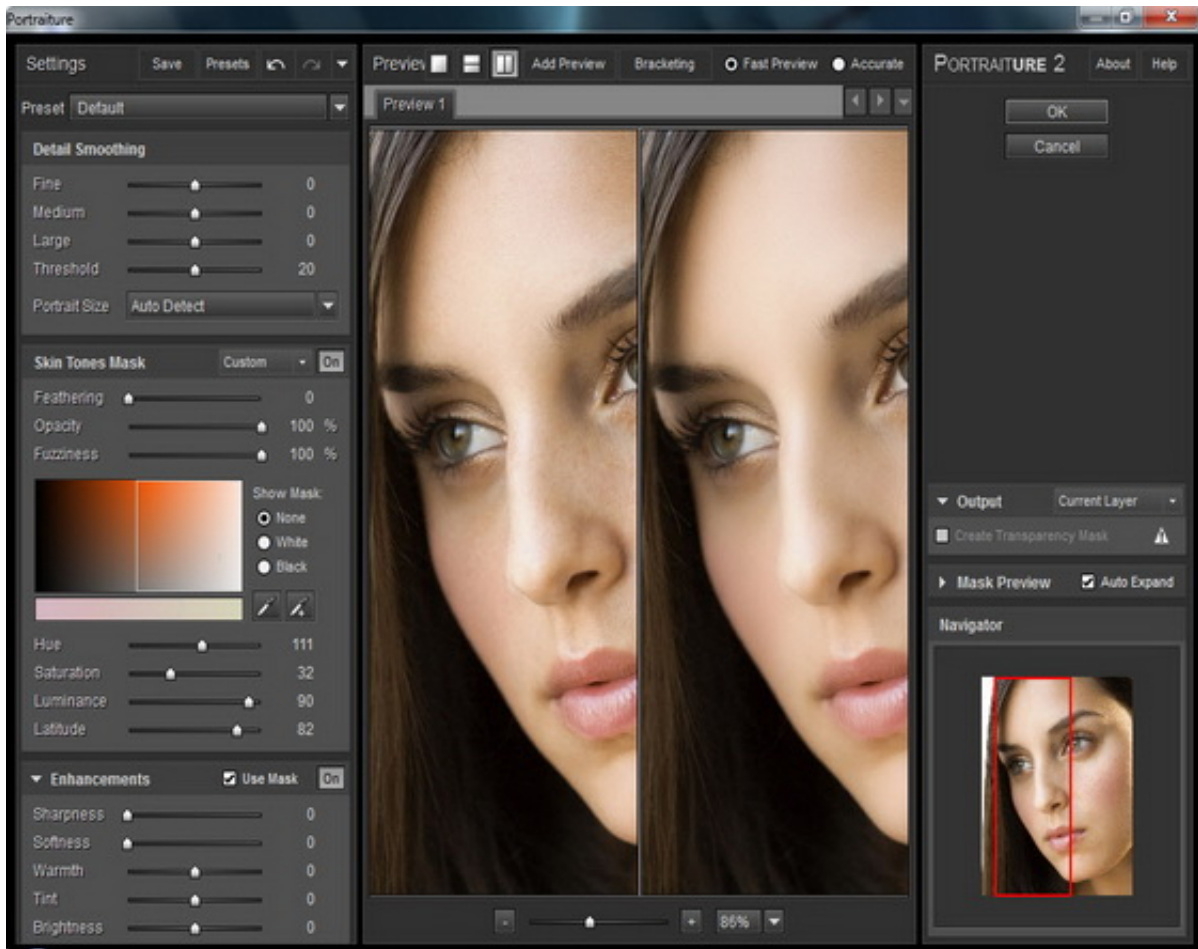 Portraiture
Settings Save Presets
Preset Default
Detail Smoothing
Fine 0
Medium 0
Large 0
Threshold 20
Portrait Size Auto Detect
Skin Tones Mask Custom On
Feathering 0
Opacity 100 %
Fuzziness 100 %
Show Mask:
None
White
Black
Hue 111
Saturation 32
Luminance 90
Latitude 82
Enhancements Use Mask On
Sharpness 0
Softness 0
Warmth 0
Tint 0
Brightness 0
Preview Add Preview Bracketing Fast Preview Accurate
Preview 1
- + 86%
PORTRAITURE 2 About Help
OK
Cancel
Output Current Layer
Create Transparency Mask
Mask Preview Auto Expand
Navigator